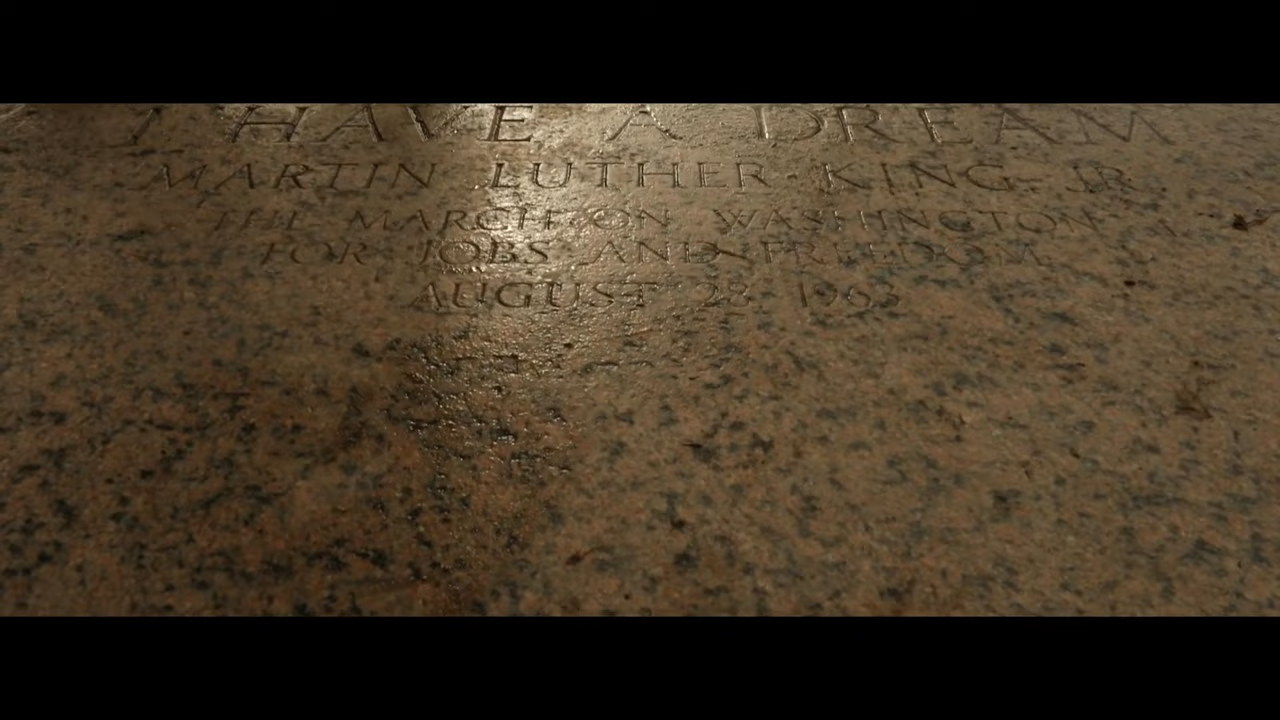 I HAVE A DREAM
MARTIN LUTHER KING JR
THE MARCH ON WASHINGTON
FOR JOBS AND FREEDOM
AUGUST 28 1963